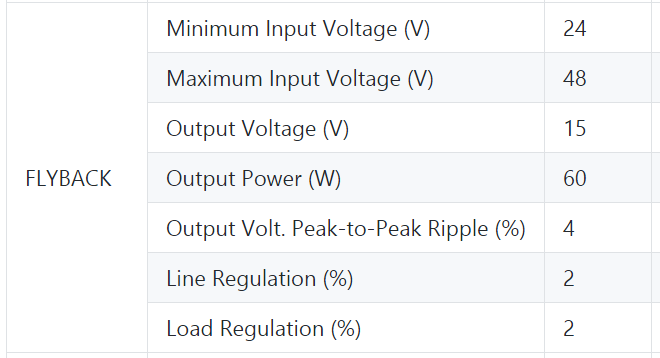 Minimum Input Voltage (V) 24
Maximum Input Voltage (V) 48
Output Voltage (V) 15
FLYBACK Output Power (W) 60
Output Volt. Peak-to-Peak Ripple (%) 4
Line Regulation (%) 2
Load Regulation (%) 2